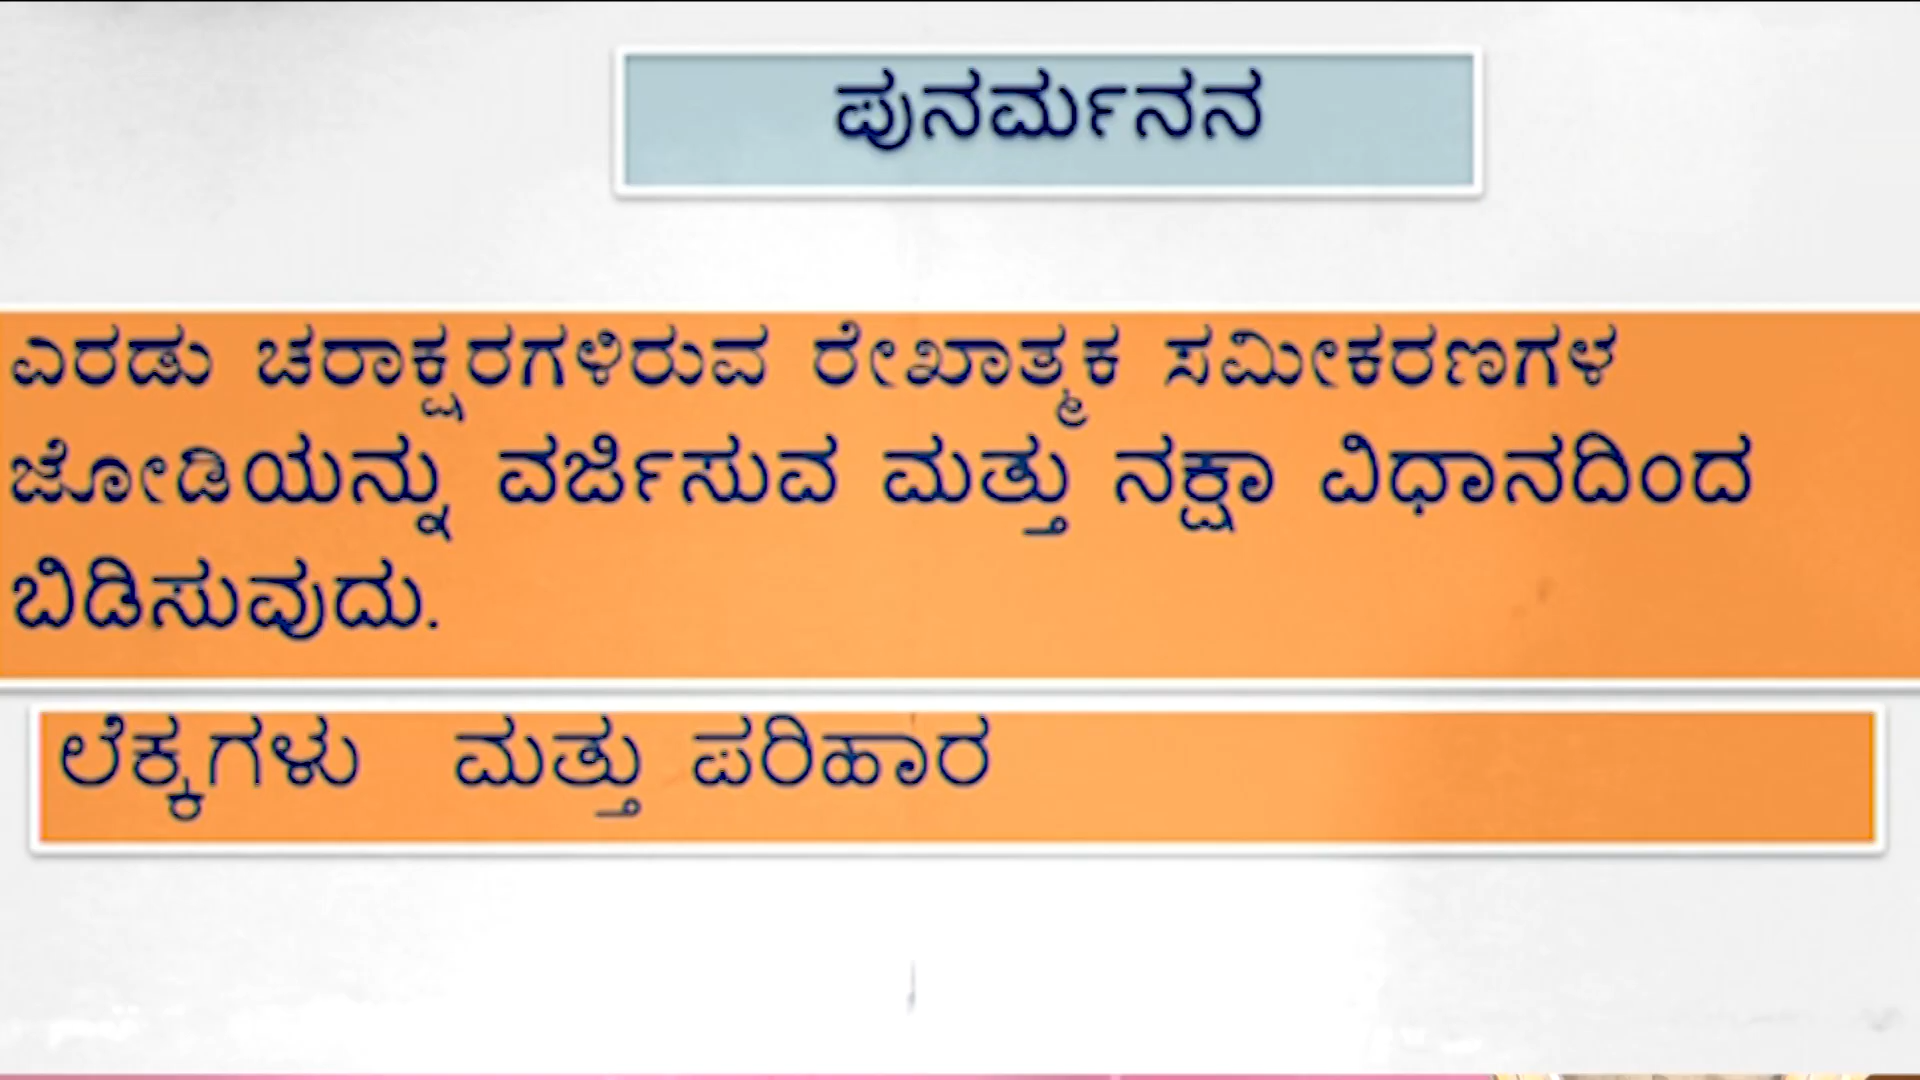 ಪುನರ್ಮನನ
ಎರಡು ಚರಾಕ್ಷರಗಳಿರುವ ರೇಖಾತ್ಮಕ ಸಮೀಕರಣಗಳ
ಜೋಡಿಯನ್ನು ವರ್ಜಿಸುವ ಮತ್ತು ನಕ್ಷಾ ವಿಧಾನದಿಂದ
ಬಿಡಿಸುವುದು.
ಲೆಕ್ಕಗಳು ಮತ್ತು ಪರಿಹಾರ